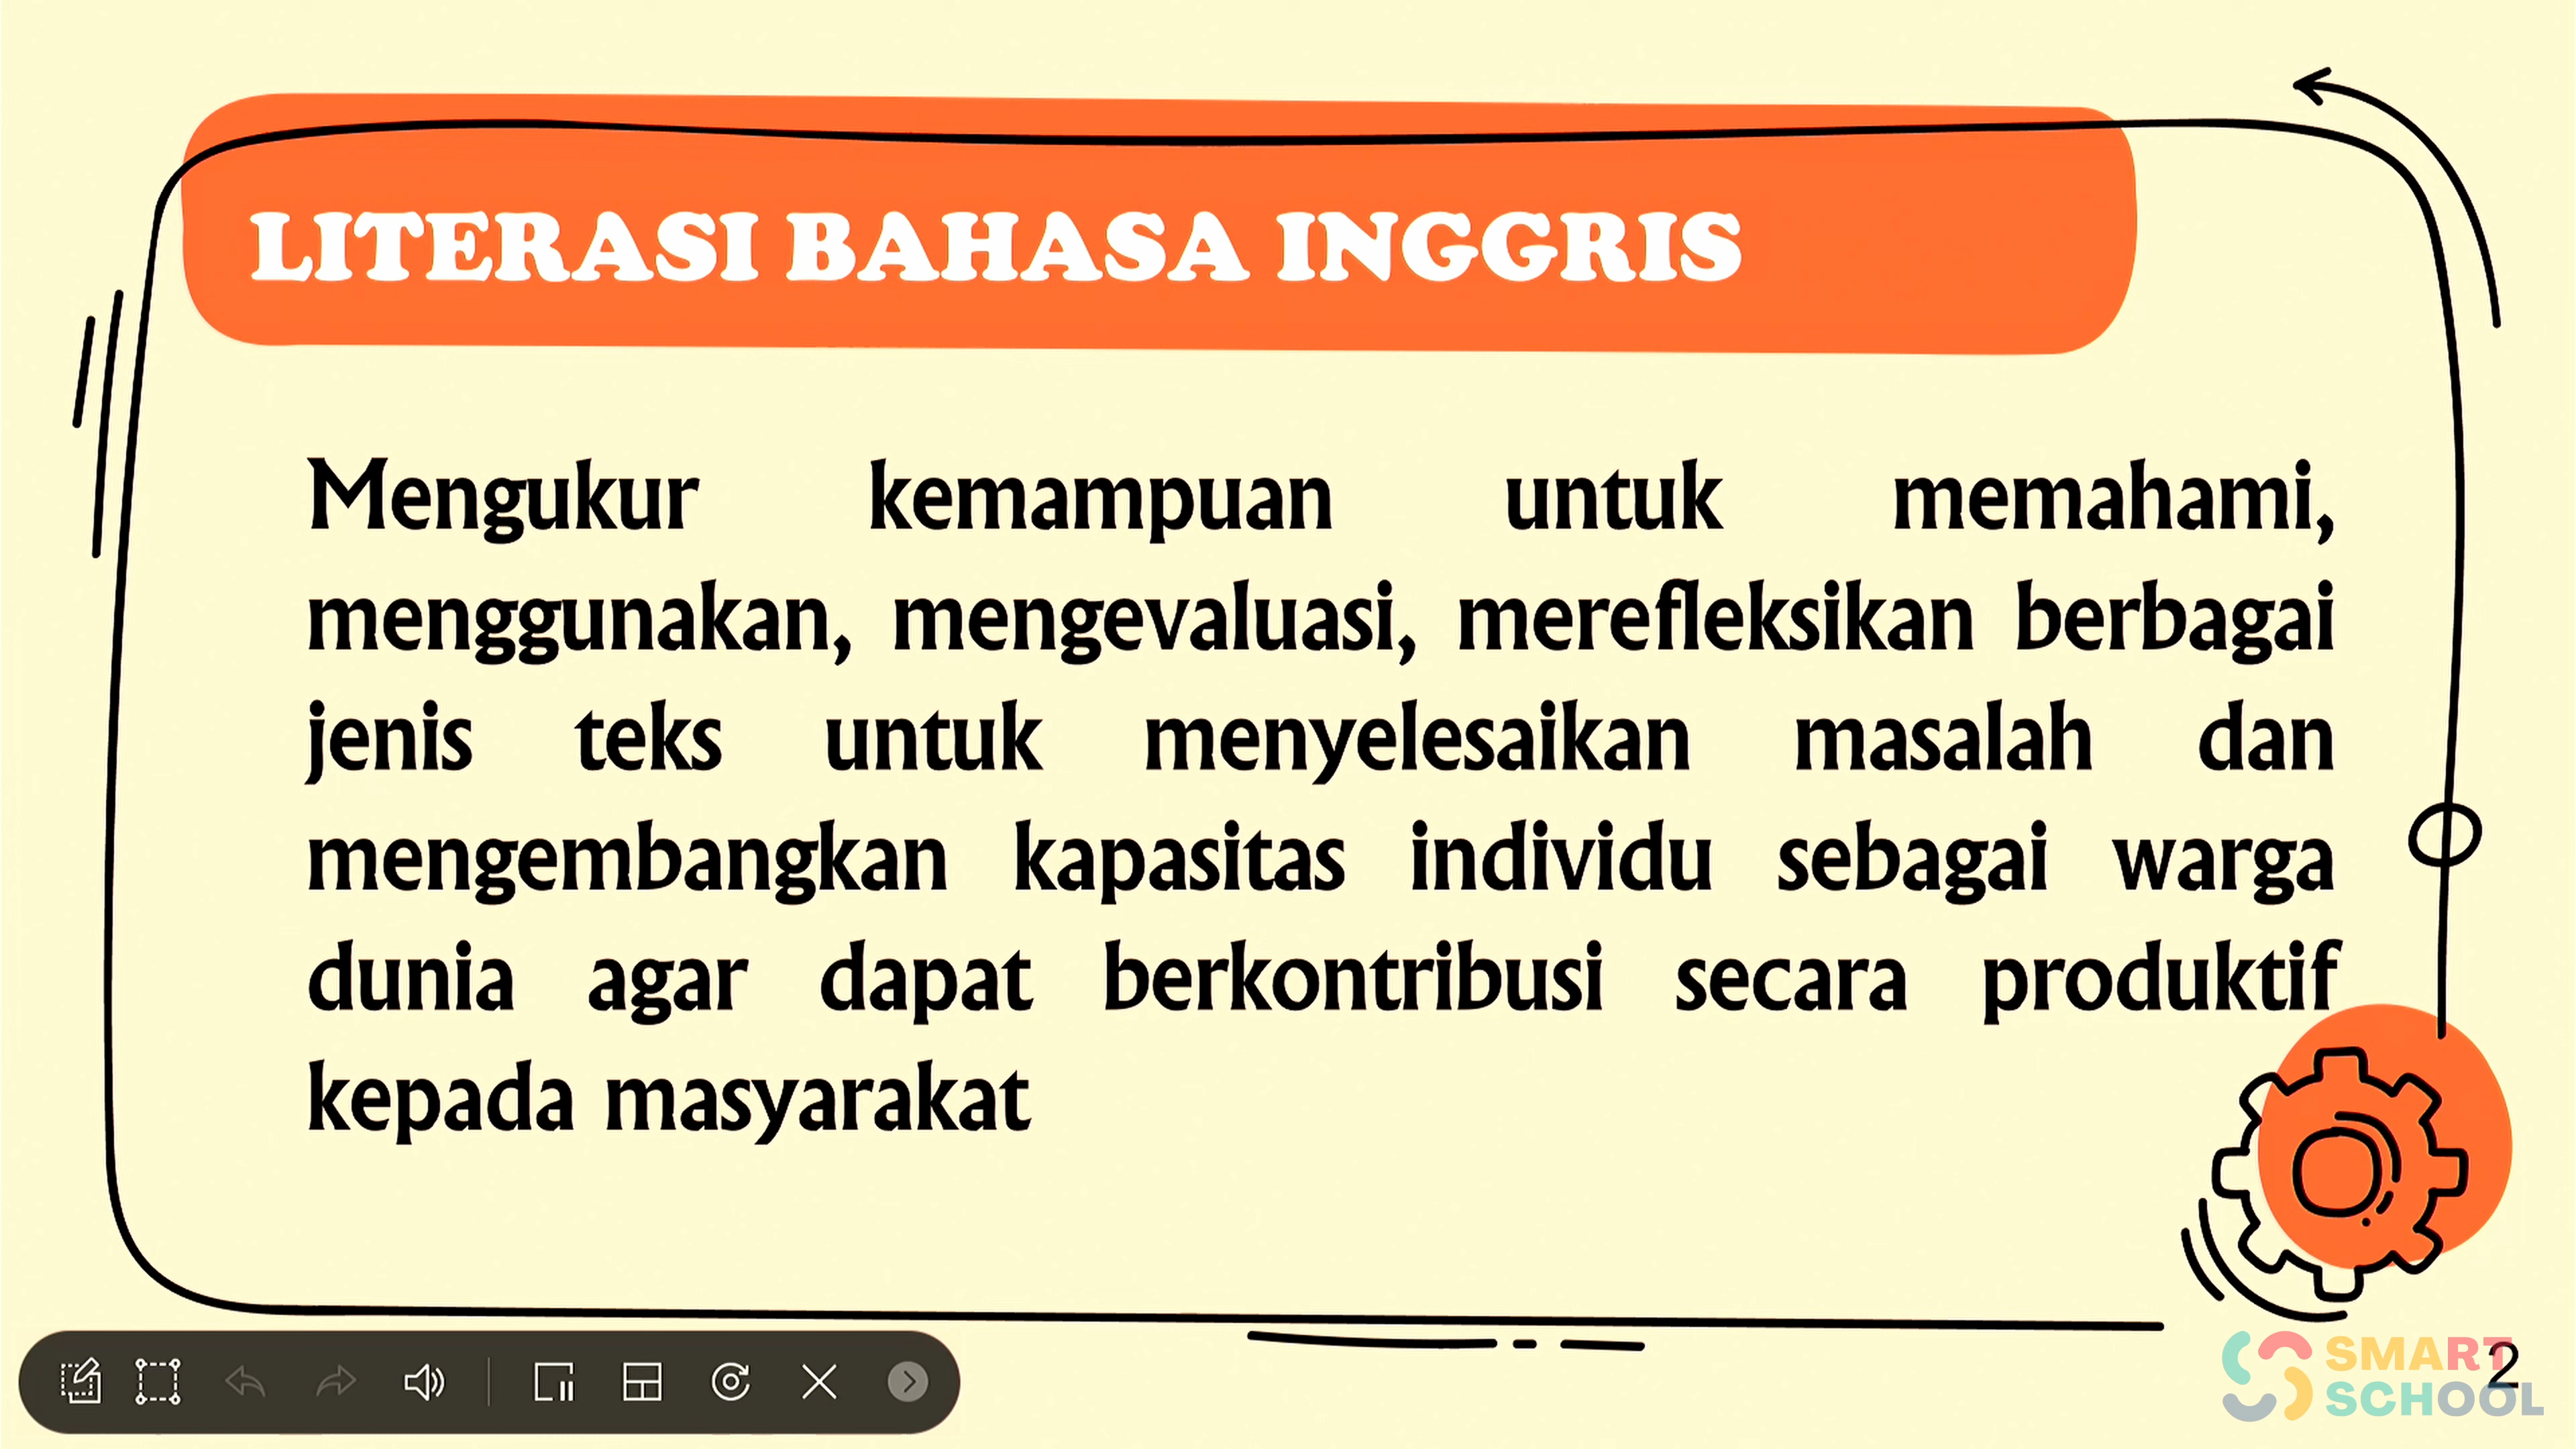 LITERASI BAHASA INGGRIS
Mengukur kemampuan untuk memahami,
menggunakan, mengevaluasi, merefleksikan berbagai
jenis teks untuk menyelesaikan masalah dan
mengembangkan kapasitas individu sebagai warga
dunia agar dapat berkontribusi secara produktif
kepada masyarakat
SMART
SCHOOL
2